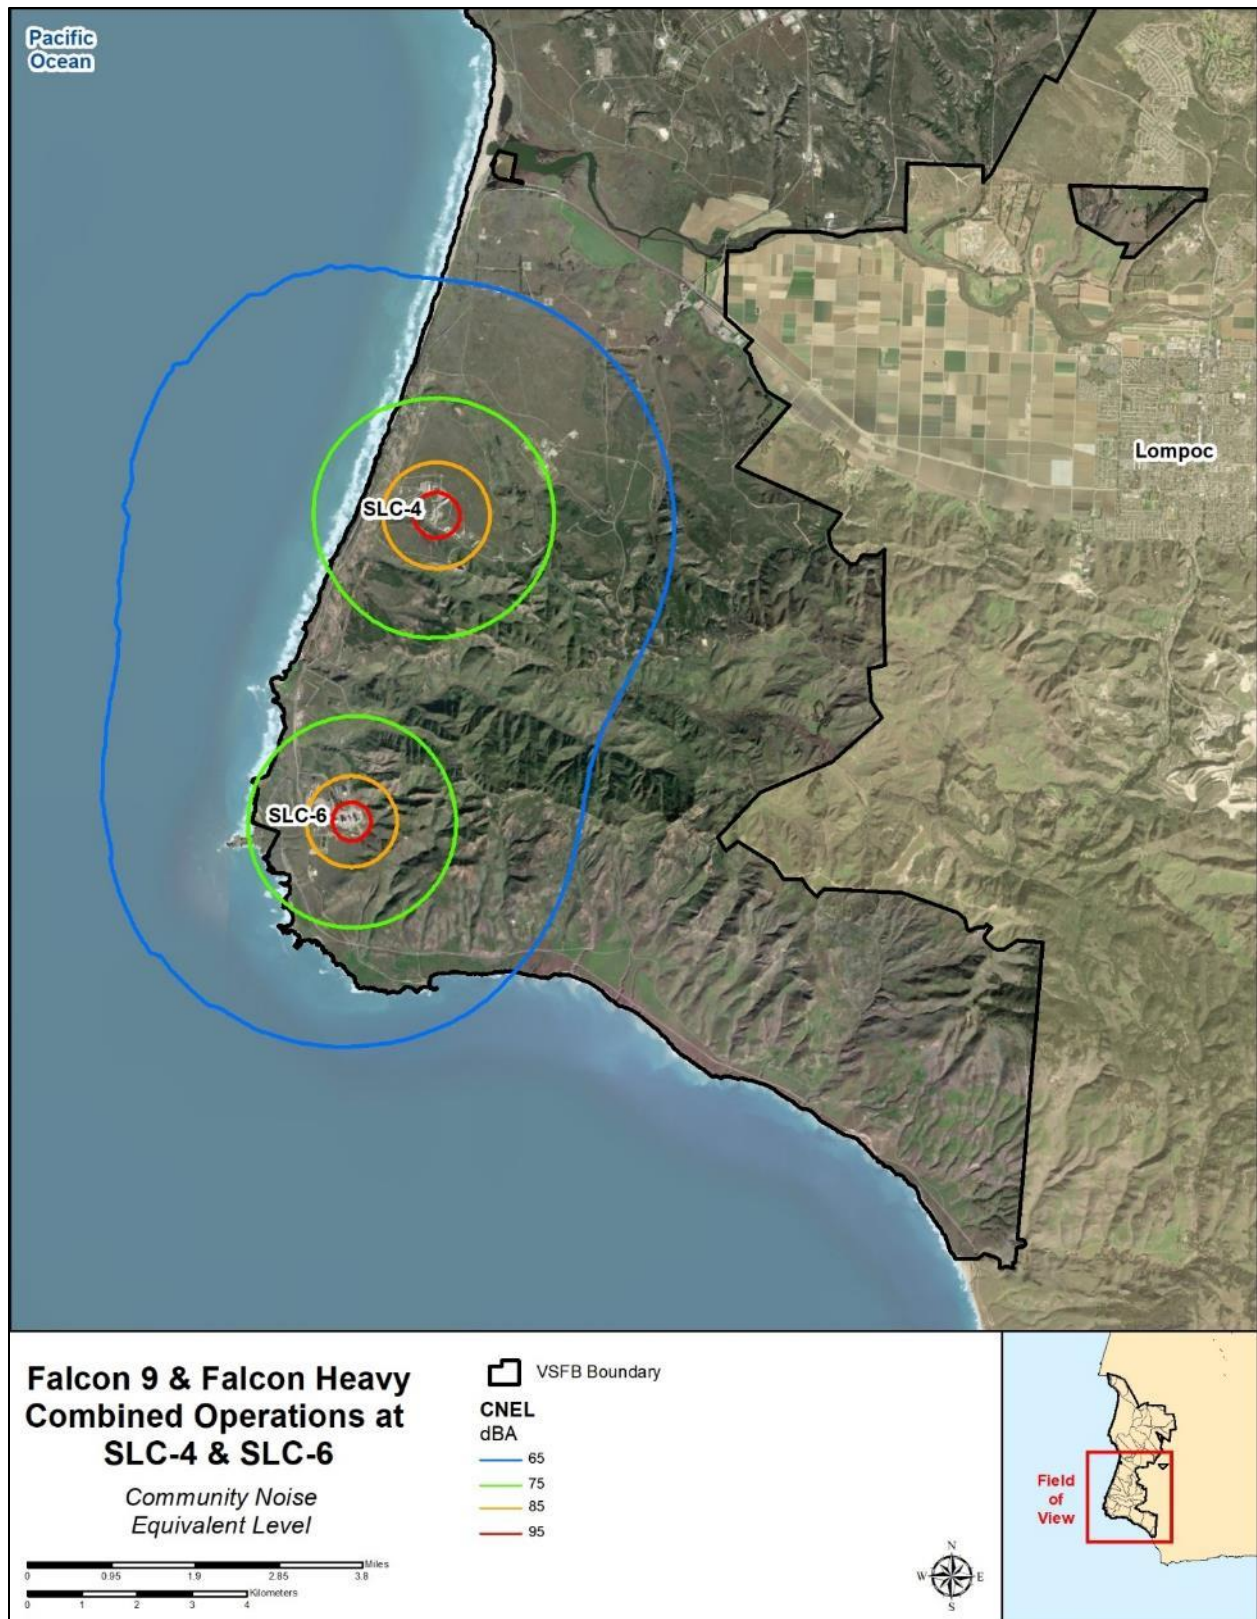 Pacific
Ocean
Lompoc
SLC-4
SLC-6
Falcon 9 & Falcon Heavy
Combined Operations at
SLC-4 & SLC-6
Community Noise
Equivalent Level
0 0.95 1.9 2.85 3.8 Miles
0 1 2 3 4 Kilometers
VSFB Boundary
CNEL
dBA
65
75
85
95
N
W E
S
Field
of
View